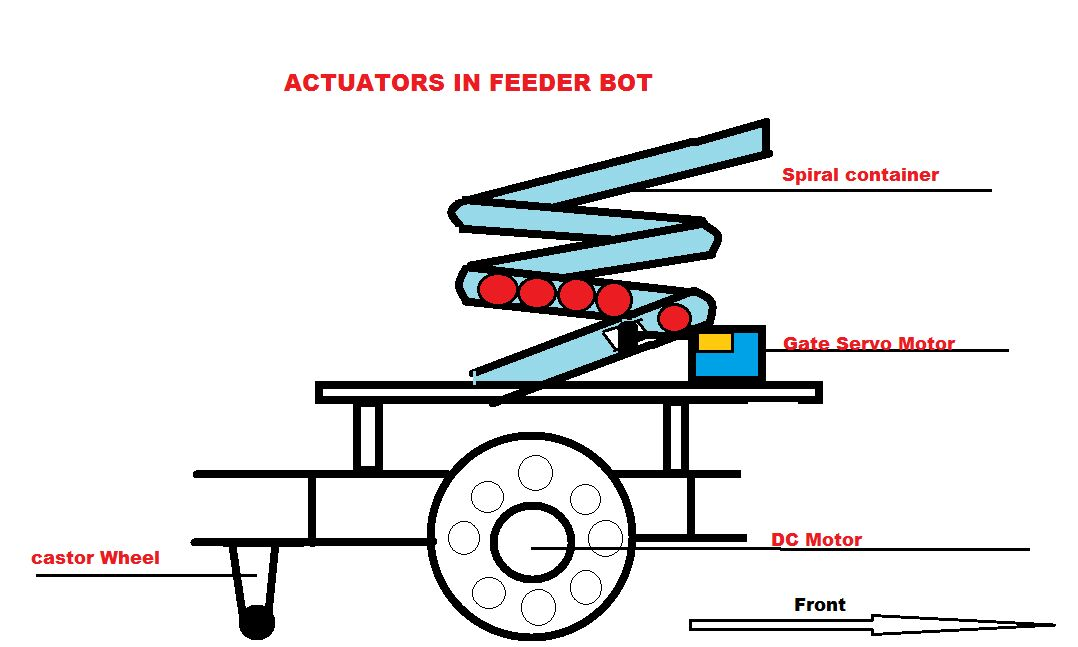 ACTUATORS IN FEEDER BOT
Spiral container
Gate Servo Motor
DC Motor
castor Wheel
Front